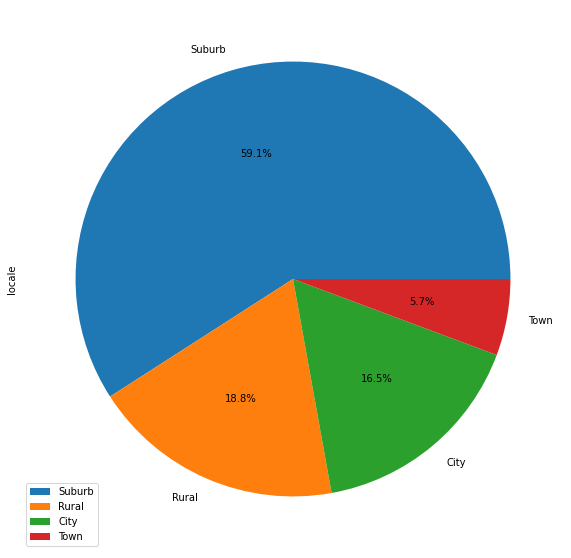 Suburb
59.1%
locale
5.7%
Town
16.5%
18.8%
City
Rural
Suburb
Rural
City
Town